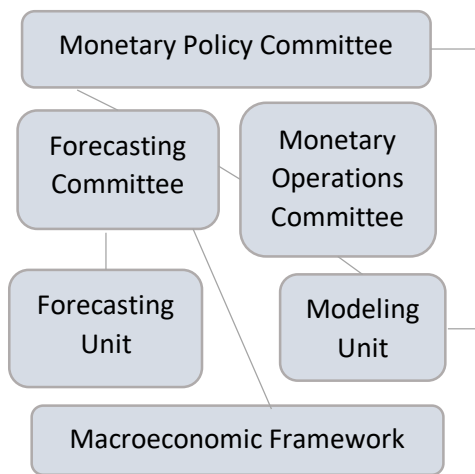 Monetary Policy Committee
Forecasting
Committee
Monetary
Operations
Committee
Forecasting
Unit
Modeling
Unit
Macroeconomic Framework